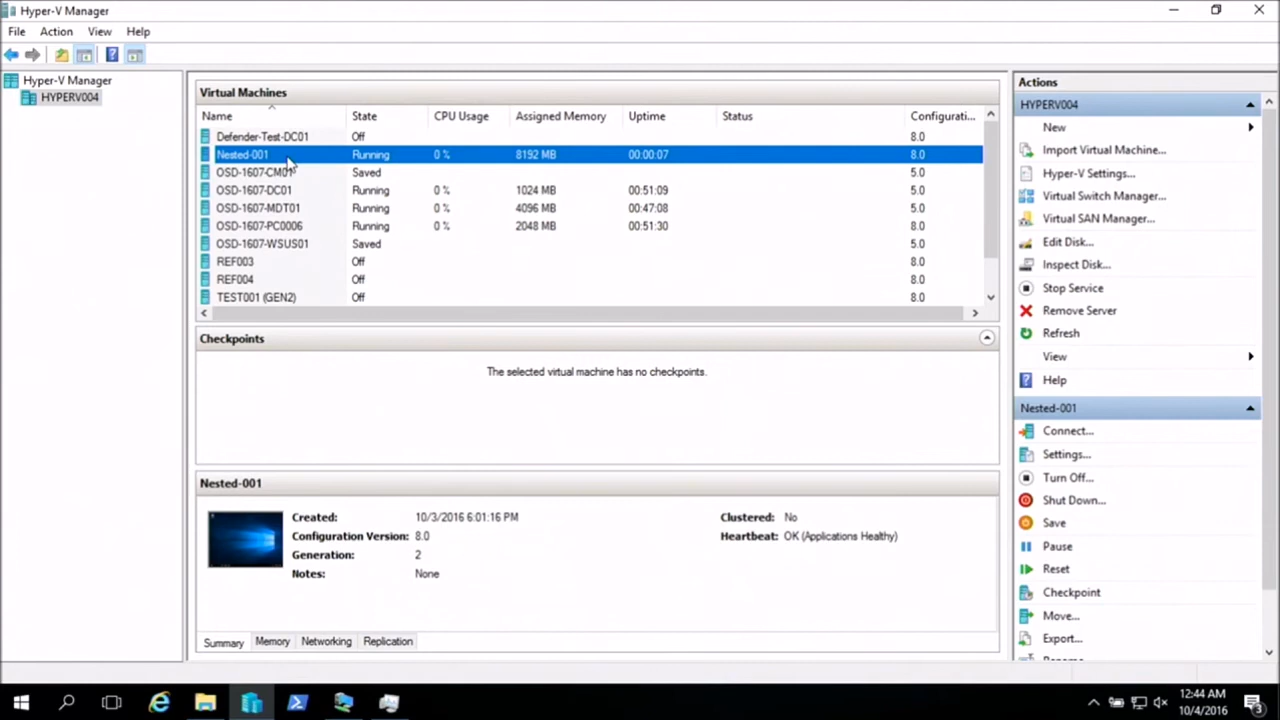 Hyper-V Manager
File Action View Help
Hyper-V Manager
HYPERV004
Virtual Machines
Name State CPU Usage Assigned Memory Uptime Status Configurati...
Defender-Test-DC01 Off 8.0
Nested-001 Running 0 % 8192 MB 00:00:07 8.0
OSD-1607-CM01 Saved 5.0
OSD-1607-DC01 Running 0 % 1024 MB 00:51:09 5.0
OSD-1607-MDT01 Running 0 % 4096 MB 00:47:08 5.0
OSD-1607-PC0006 Running 0 % 2048 MB 00:51:30 5.0
OSD-1607-WSUS01 Saved 5.0
REF003 Off 8.0
REF004 Off 8.0
TEST001 (GEN2) Off 8.0
Checkpoints
The selected virtual machine has no checkpoints.
Nested-001
Created: 10/3/2016 6:01:16 PM Clustered: No
Configuration Version: 8.0 Heartbeat: OK (Applications Healthy)
Generation: 2
Notes: None
Summary Memory Networking Replication
Actions
HYPERV004
New
Import Virtual Machine...
Hyper-V Settings...
Virtual Switch Manager...
Virtual SAN Manager...
Edit Disk...
Inspect Disk...
Stop Service
Remove Server
Refresh
View
Help
Nested-001
Connect...
Settings...
Turn Off...
Shut Down...
Save
Pause
Reset
Checkpoint
Move...
Export...
12:44 AM
10/4/2016
3